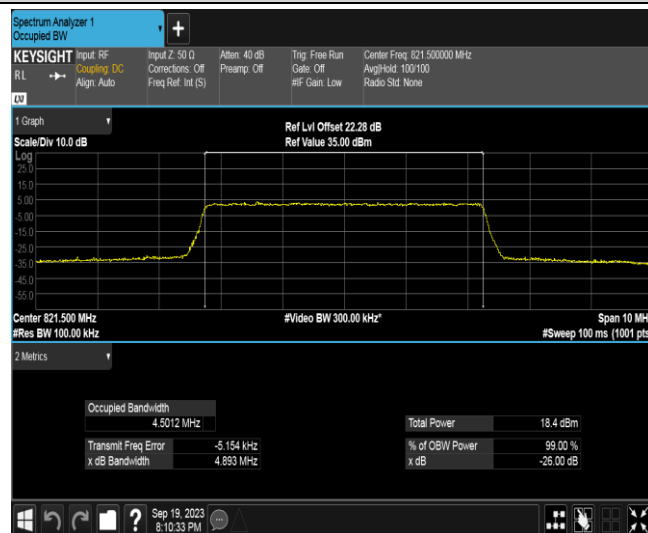 Spectrum Analyzer 1
Occupied BW
+
KEYSIGHT Input: RF Input Z: 50 Ω Atten: 40 dB Trig: Free Run Center Freq: 821.500000 MHz
RL Coupling: DC Corrections: Off Preamp: Off Gate: Off Avg|Hold: 100/100
Align: Auto Freq Ref: Int (S) #IF Gain: Low Radio Std: None
LXI
1 Graph Ref Lvl Offset 22.28 dB
Scale/Div 10.0 dB Ref Value 35.00 dBm
Log
25.0
15.0
5.00
-5.00
-15.0
-25.0
-35.0
-45.0
-55.0
Center 821.500 MHz #Video BW 300.00 kHz* Span 10 MH
#Res BW 100.00 kHz #Sweep 100 ms (1001 pts
2 Metrics
Occupied Bandwidth
4.5012 MHz Total Power 18.4 dBm
Transmit Freq Error -5.154 kHz % of OBW Power 99.00 %
x dB Bandwidth 4.893 MHz x dB -26.00 dB
? Sep 19, 2023
8:10:33 PM